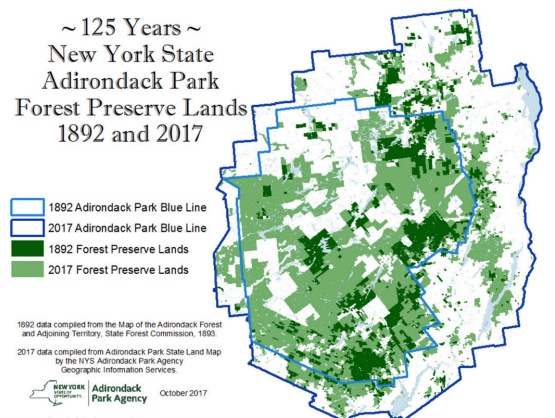 ~ 125 Years ~
New York State
Adirondack Park
Forest Preserve Lands
1892 and 2017
1892 Adirondack Park Blue Line
2017 Adirondack Park Blue Line
1892 Forest Preserve Lands
2017 Forest Preserve Lands
1892 data compiled from the Map of the Adirondack Forest
and Adjoining Territory, State Forest Commission, 1893.
2017 data compiled from Adirondack Park State Land Map
by the NYS Adirondack Park Agency
Geographic Information Services.
NEW YORK
STATE OF
OPPORTUNITY.
Adirondack
Park Agency
October 2017